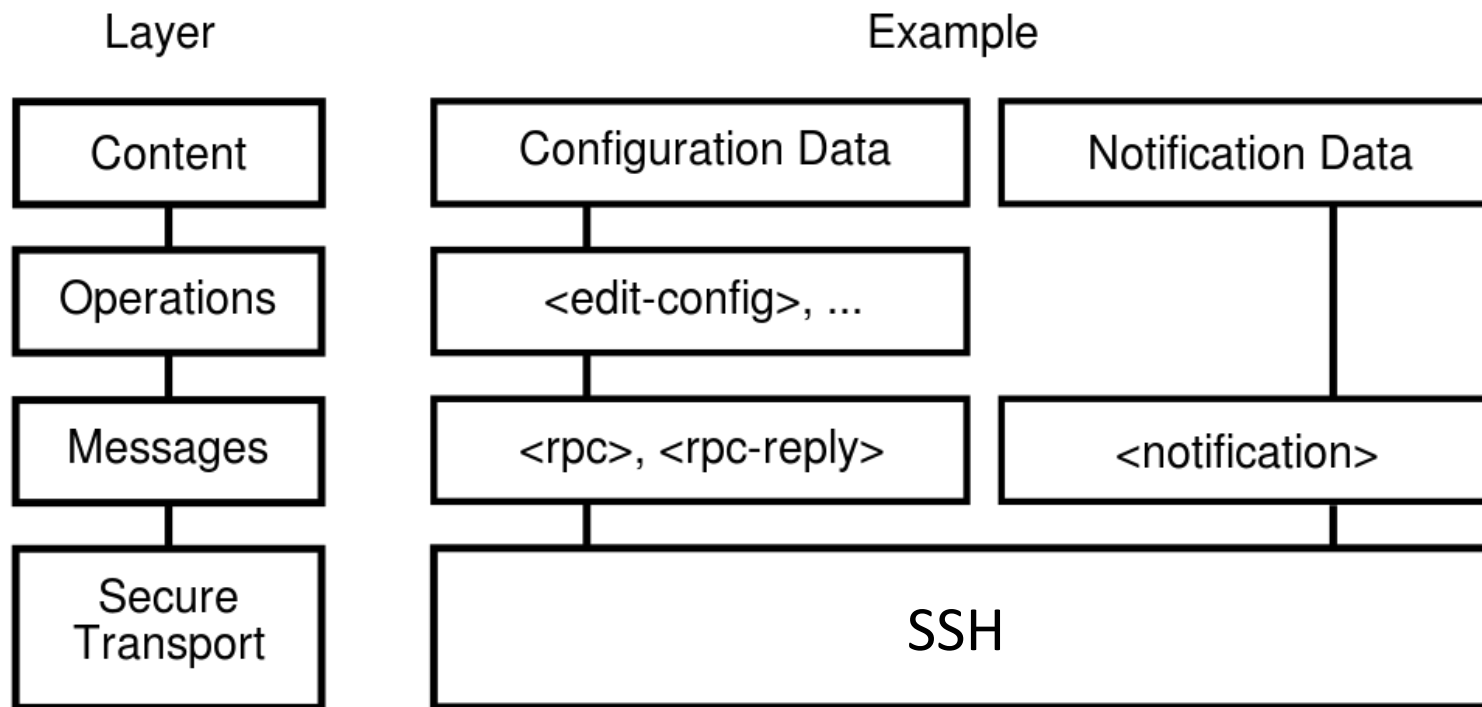 Layer
Example
Content
Configuration Data
Notification Data
Operations
<edit-config>, ...
Messages
<rpc>, <rpc-reply>
<notification>
Secure
Transport
SSH